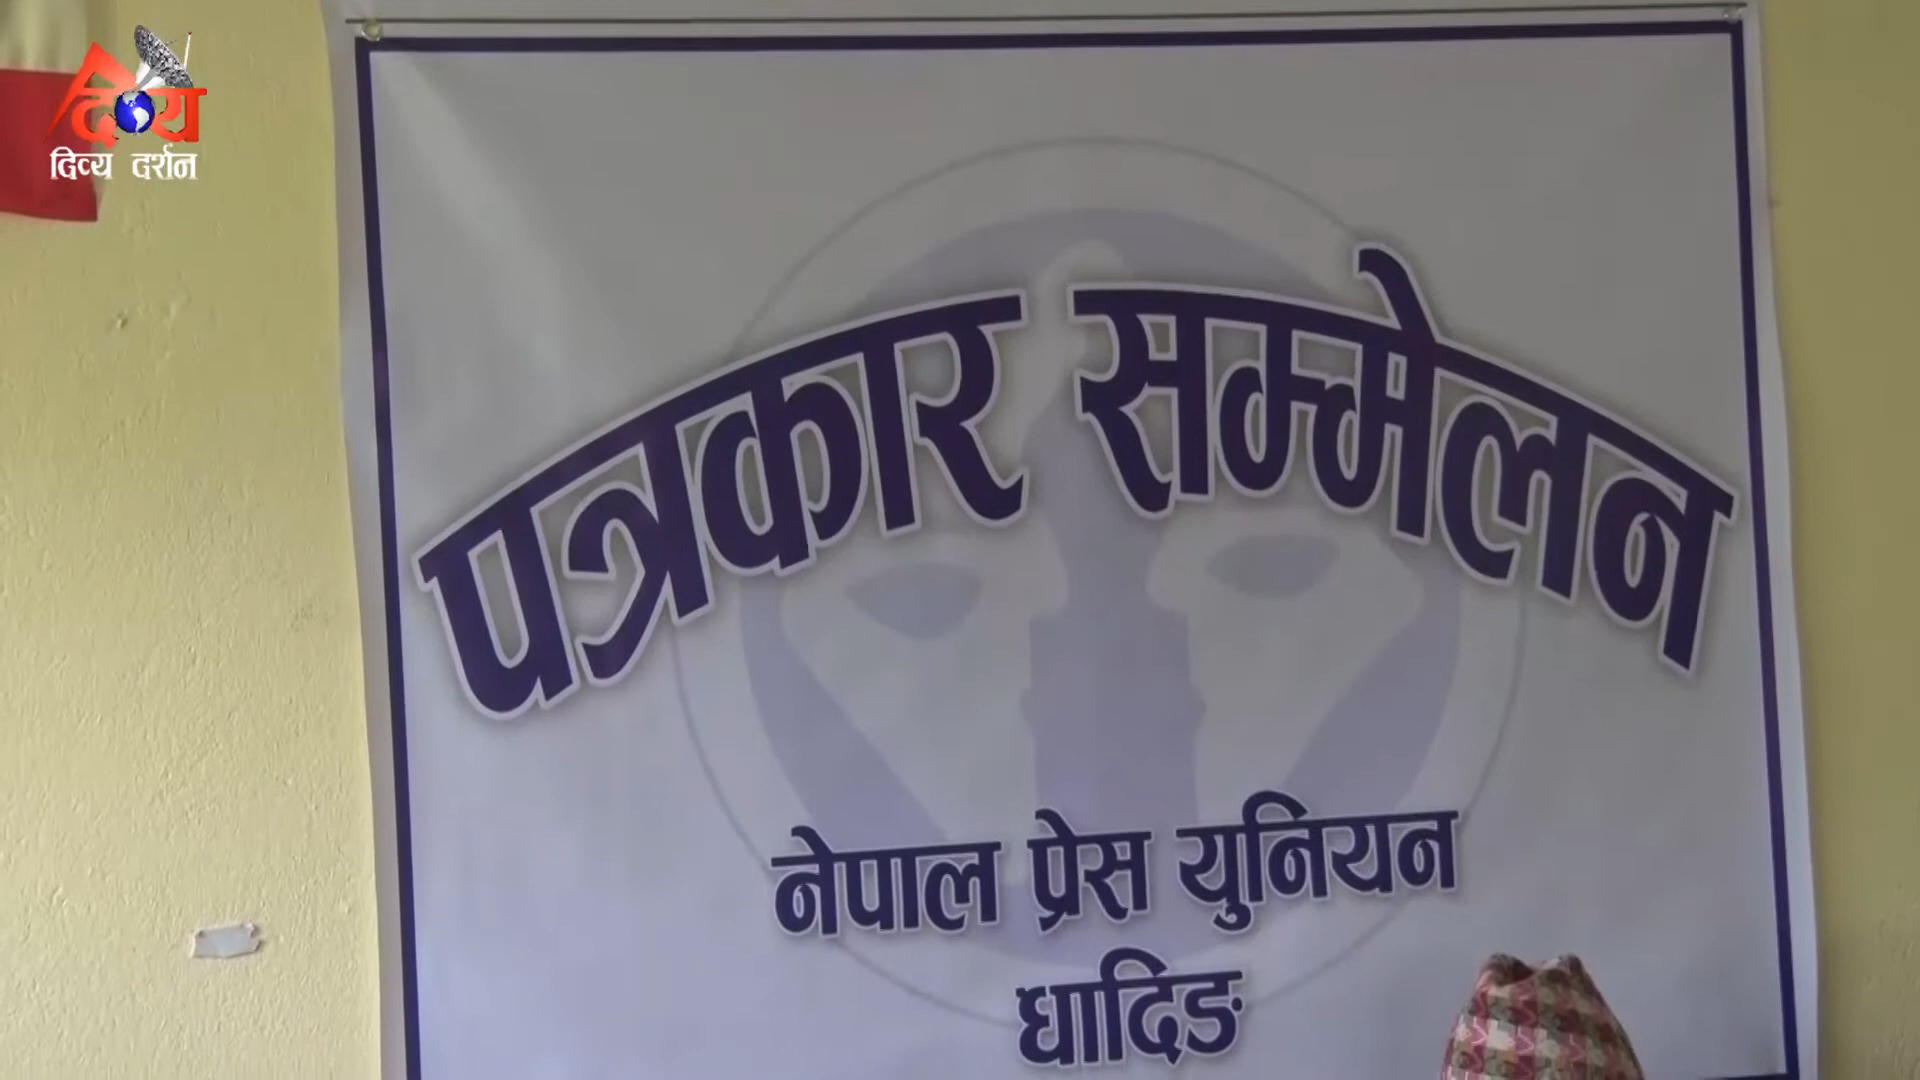 दिव्य
दिव्य दर्शन
पत्रकार सम्मेलन
नेपाल प्रेस युनियन
धादिङ